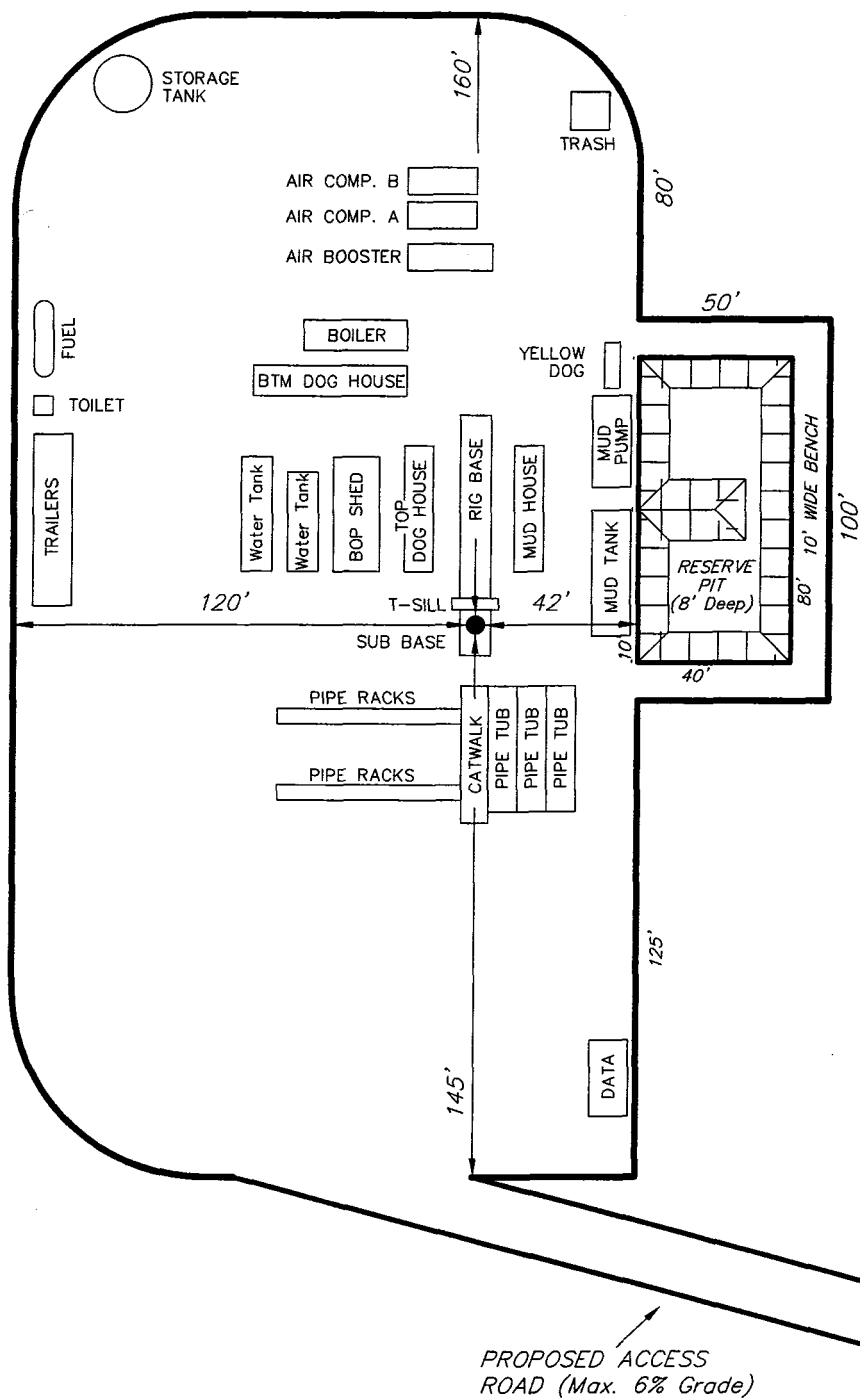 STORAGE
TANK
160'
TRASH
AIR COMP. B
AIR COMP. A
AIR BOOSTER
80'
50'
FUEL
BOILER
YELLOW
DOG
BTM DOG HOUSE
TOILET
TRAILERS
Water Tank
Water Tank
BOP SHED
TOP
DOG HOUSE
RIG BASE
MUD HOUSE
MUD
PUMP
MUD TANK
RESERVE
PIT
(8' Deep)
10' WIDE BENCH
100'
80'
T-SILL
120'
42'
SUB BASE
10'
40'
PIPE RACKS
PIPE RACKS
CATWALK
PIPE TUB
PIPE TUB
PIPE TUB
125'
DATA
145'
PROPOSED ACCESS
ROAD (Max. 6% Grade)